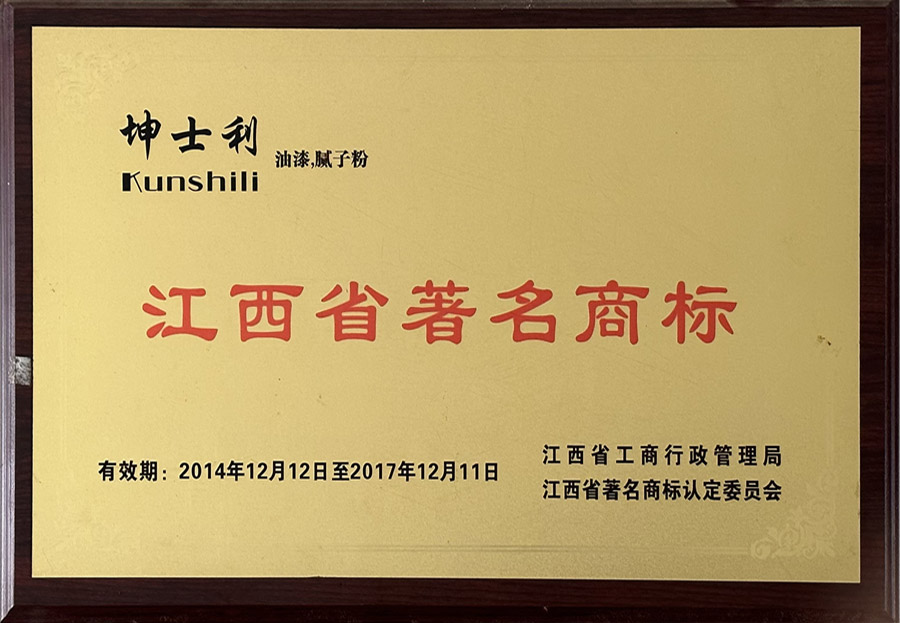 坤士利
Kunshili
油漆,腻子粉
江西省著名商标
有效期：2014年12月12日至2017年12月11日
江西省工商行政管理局
江西省著名商标认定委员会